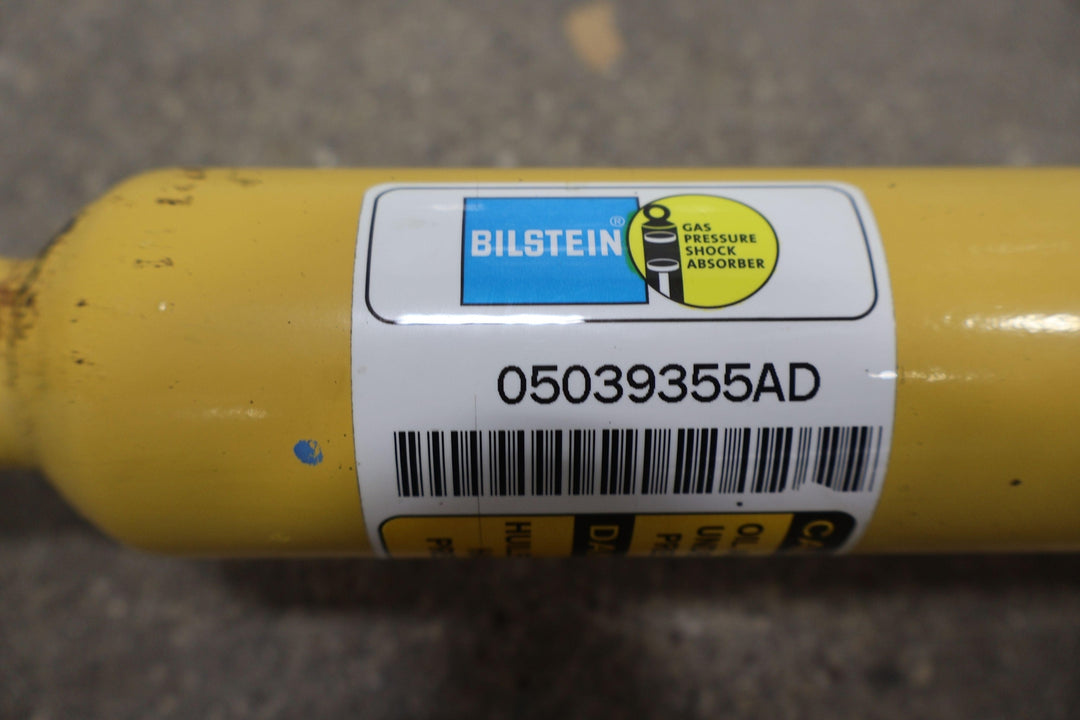 BILSTEIN®
GAS
PRESSURE
SHOCK
ABSORBER
05039355AD